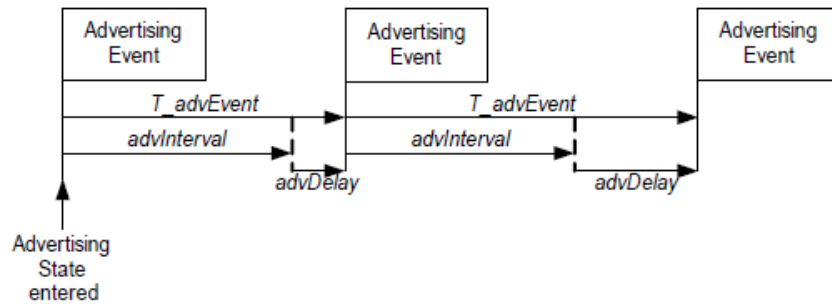 Advertising
Event
Advertising
Event
Advertising
Event
T_advEvent
T_advEvent
advInterval
advInterval
advDelay
advDelay
Advertising
State
entered